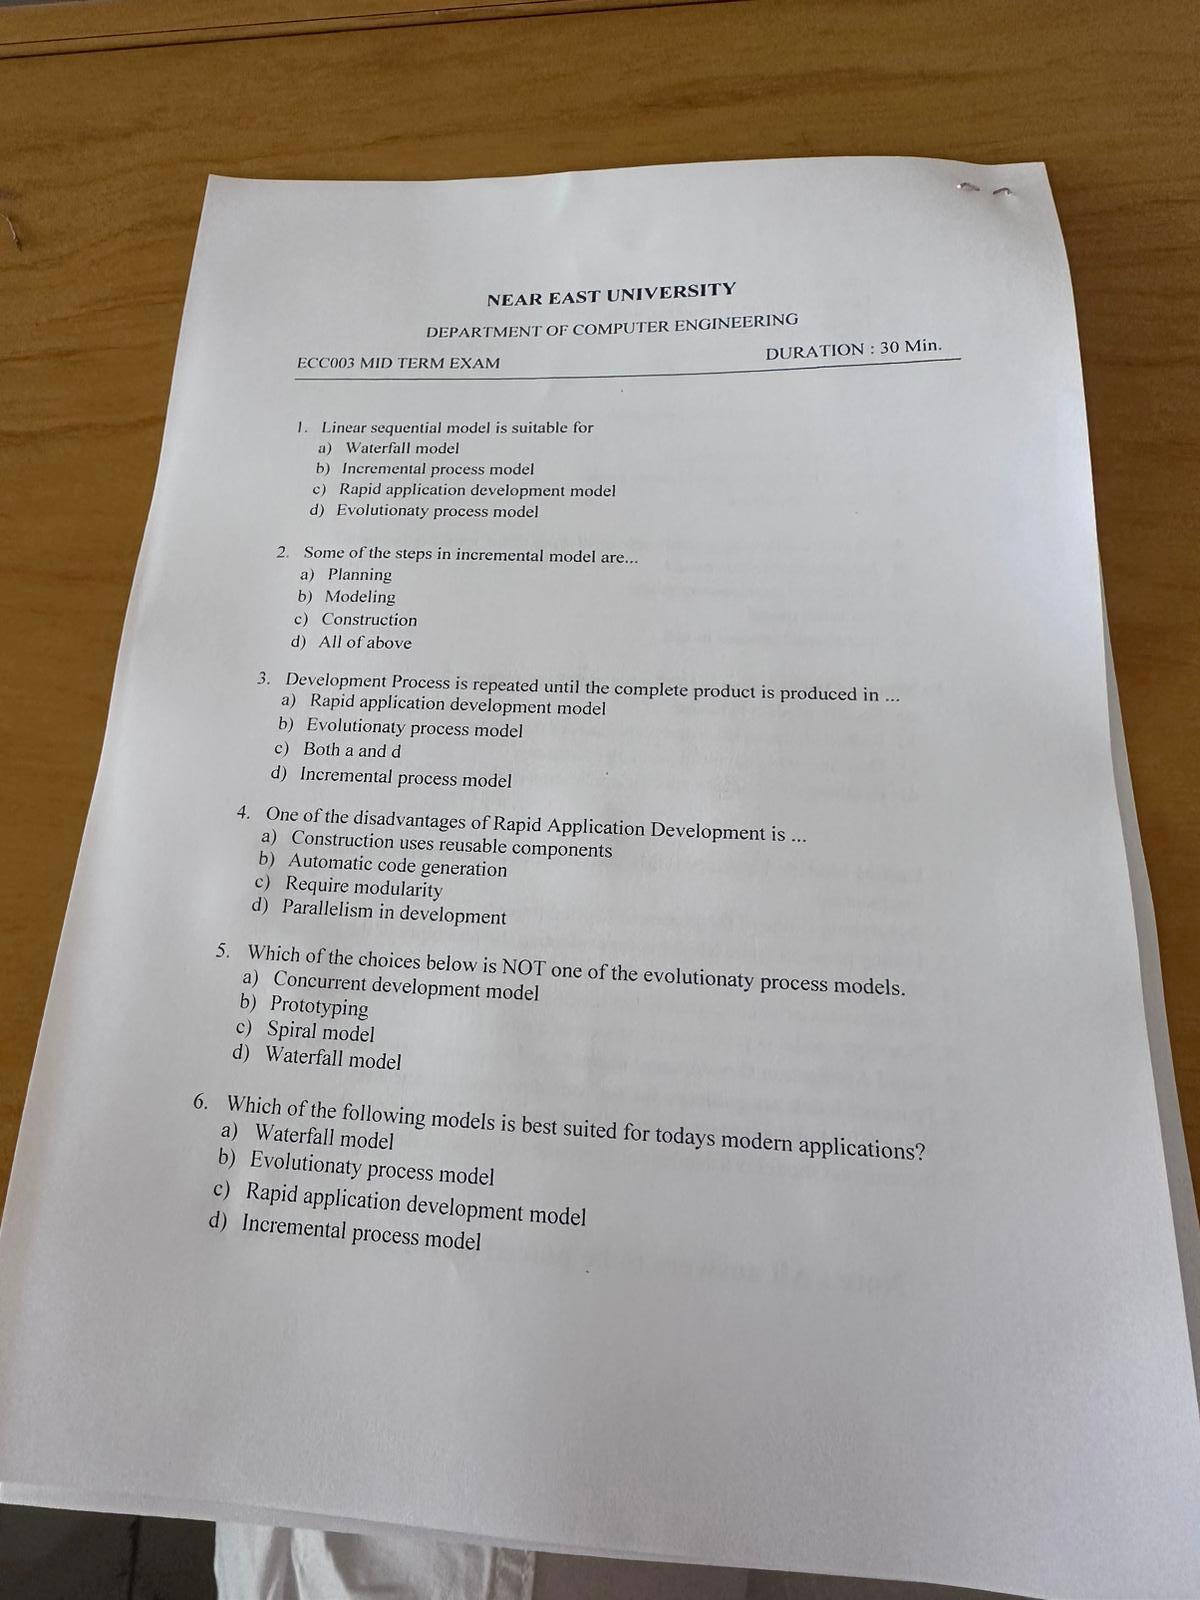 NEAR EAST UNIVERSITY
DEPARTMENT OF COMPUTER ENGINEERING
ECC003 MID TERM EXAM DURATION : 30 Min.
1. Linear sequential model is suitable for
a) Waterfall model
b) Incremental process model
c) Rapid application development model
d) Evolutionaty process model
2. Some of the steps in incremental model are...
a) Planning
b) Modeling
c) Construction
d) All of above
3. Development Process is repeated until the complete product is produced in ...
a) Rapid application development model
b) Evolutionaty process model
c) Both a and d
d) Incremental process model
4. One of the disadvantages of Rapid Application Development is ...
a) Construction uses reusable components
b) Automatic code generation
c) Require modularity
d) Parallelism in development
5. Which of the choices below is NOT one of the evolutionaty process models.
a) Concurrent development model
b) Prototyping
c) Spiral model
d) Waterfall model
6. Which of the following models is best suited for todays modern applications?
a) Waterfall model
b) Evolutionaty process model
c) Rapid application development model
d) Incremental process model